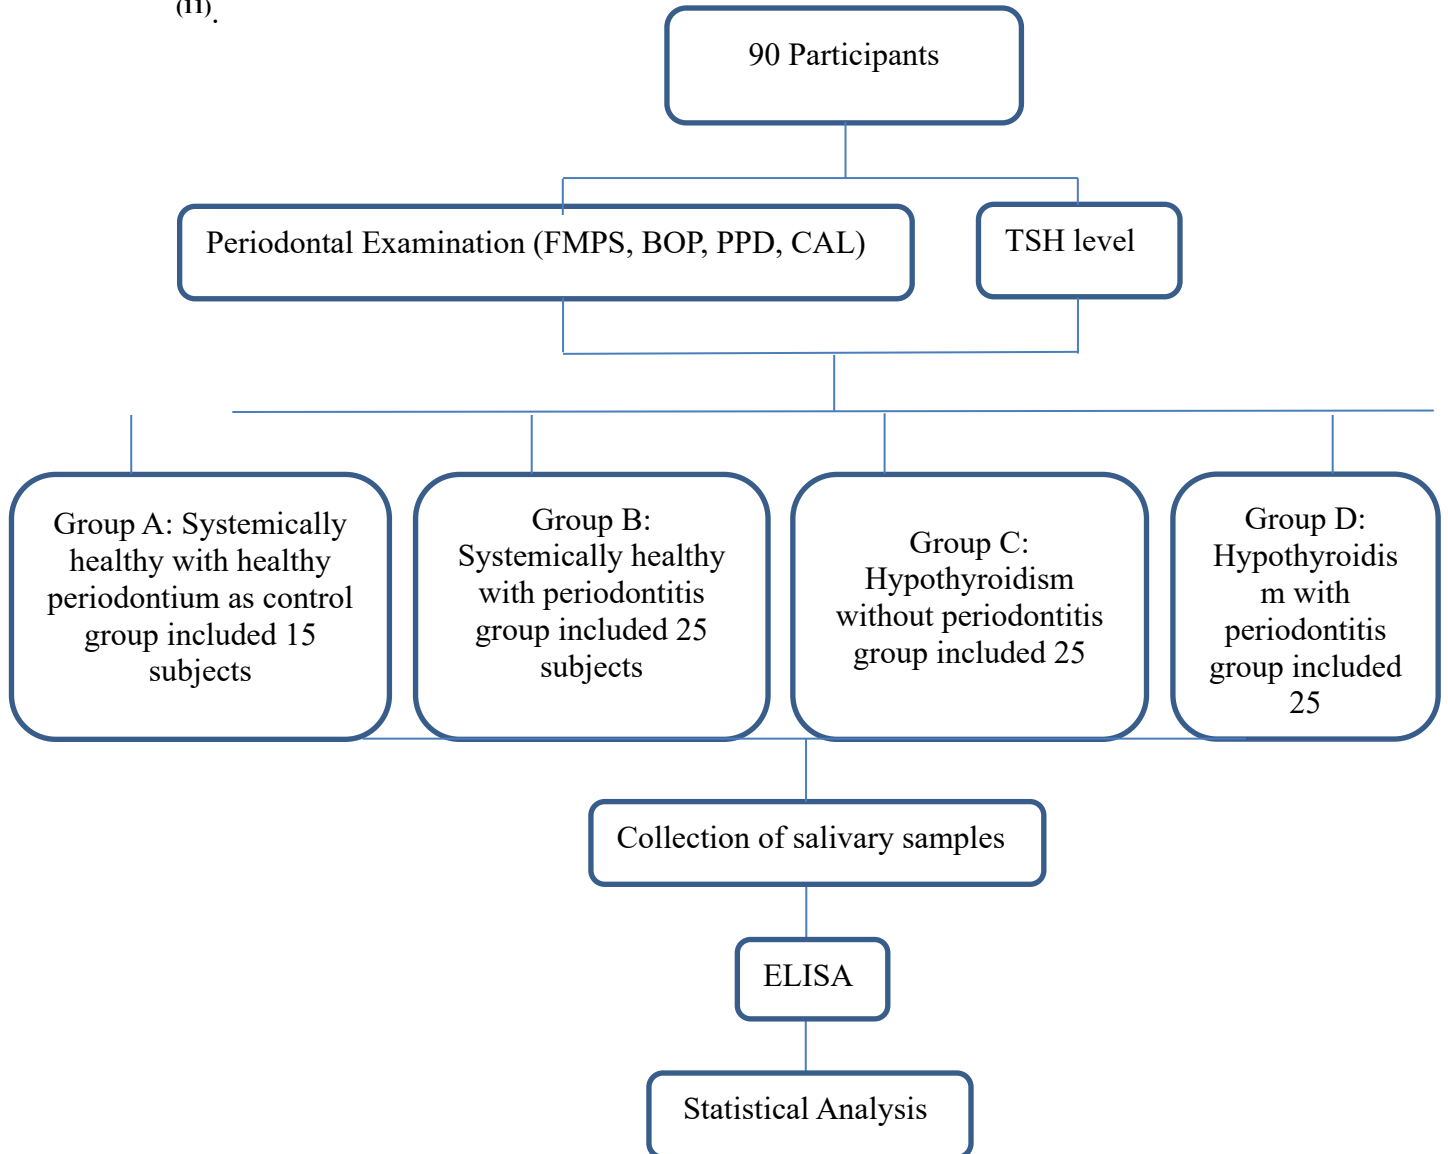 (11).
90 Participants
Periodontal Examination (FMPS, BOP, PPD, CAL)
TSH level
Group A: Systemically
healthy with healthy
periodontium as control
group included 15
subjects
Group B:
Systemically healthy
with periodontitis
group included 25
subjects
Group C:
Hypothyroidism
without periodontitis
group included 25
Group D:
Hypothyroidis
m with
periodontitis
group included
25
Collection of salivary samples
ELISA
Statistical Analysis